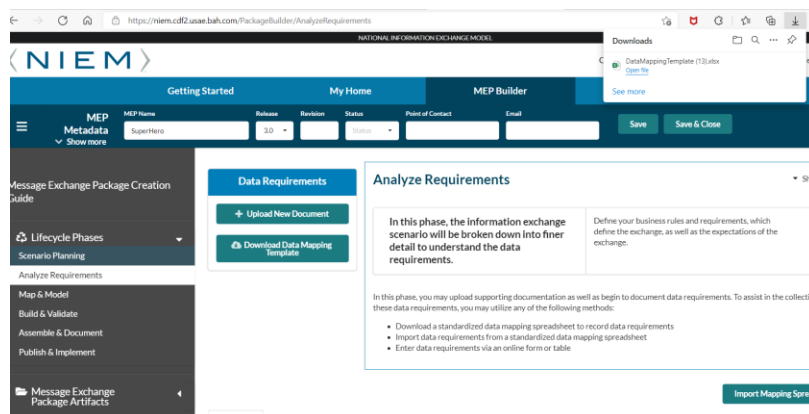 https://niem.cdf2.usae.bah.com/PackageBuilder/AnalyzeRequirements
NATIONAL INFORMATION EXCHANGE MODEL
Downloads
DataMappingTemplate (13).xlsx
Open file
See more
NIEM
Getting Started
My Home
MEP Builder
MEP Metadata
Show more
MEP Name
SuperHero
Release
3.0
Revision
Status
Status
Point of Contact
Email
Save
Save & Close
Message Exchange Package Creation
Guide
Lifecycle Phases
Scenario Planning
Analyze Requirements
Map & Model
Build & Validate
Assemble & Document
Publish & Implement
Message Exchange
Package Artifacts
Data Requirements
+ Upload New Document
Download Data Mapping
Template
Analyze Requirements
In this phase, the information exchange
scenario will be broken down into finer
detail to understand the data
requirements.
Define your business rules and requirements, which
define the exchange, as well as the expectations of the
exchange.
In this phase, you may upload supporting documentation as well as begin to document data requirements. To assist in the collecti
these data requirements, you may utilize any of the following
methods:
• Download a standardized data mapping spreadsheet to record data requirements
• Import data requirements from a standardized data mapping spreadsheet
• Enter data requirements via an online form or table
Import Mapping Spre